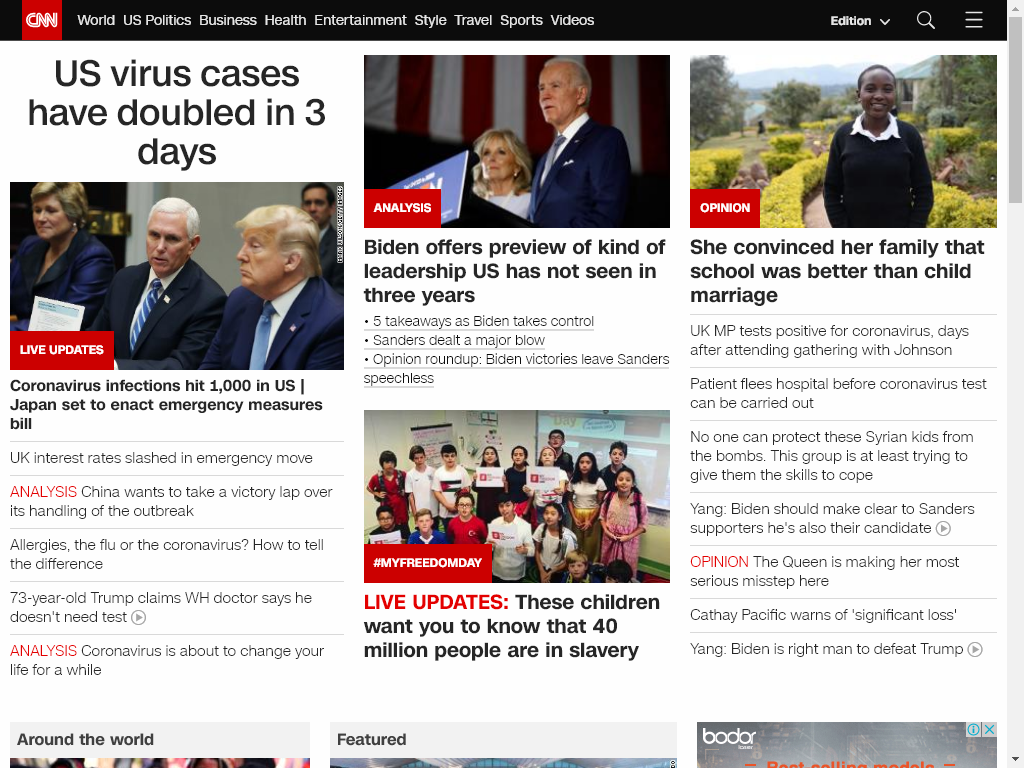 CNN
World US Politics Business Health Entertainment Style Travel Sports Videos
Edition
US virus cases
have doubled in 3
days
LIVE UPDATES
Coronavirus infections hit 1,000 in US |
Japan set to enact emergency measures
bill
UK interest rates slashed in emergency move
ANALYSIS China wants to take a victory lap over
its handling of the outbreak
Allergies, the flu or the coronavirus? How to tell
the difference
73-year-old Trump claims WH doctor says he
doesn't need test
ANALYSIS Coronavirus is about to change your
life for a while
ANALYSIS
Biden offers preview of kind of
leadership US has not seen in
three years
• 5 takeaways as Biden takes control
• Sanders dealt a major blow
• Opinion roundup: Biden victories leave Sanders
speechless
Day
#MYFREEDOMDAY
LIVE UPDATES: These children
want you to know that 40
million people are in slavery
OPINION
She convinced her family that
school was better than child
marriage
UK MP tests positive for coronavirus, days
after attending gathering with Johnson
Patient flees hospital before coronavirus test
can be carried out
No one can protect these Syrian kids from
the bombs. This group is at least trying to
give them the skills to cope
Yang: Biden should make clear to Sanders
supporters he's also their candidate
OPINION The Queen is making her most
serious misstep here
Cathay Pacific warns of 'significant loss'
Yang: Biden is right man to defeat Trump
Around the world
Featured
bodor
laser
Best-selling models